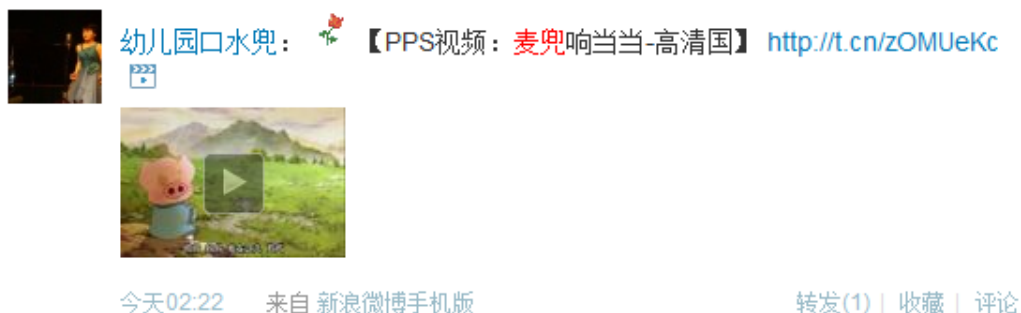 幼儿园口水兜： 【PPS视频：麦兜响当当-高清国】 http://t.cn/zOMUeKc
今天02:22 来自 新浪微博手机版 转发(1) | 收藏 | 评论